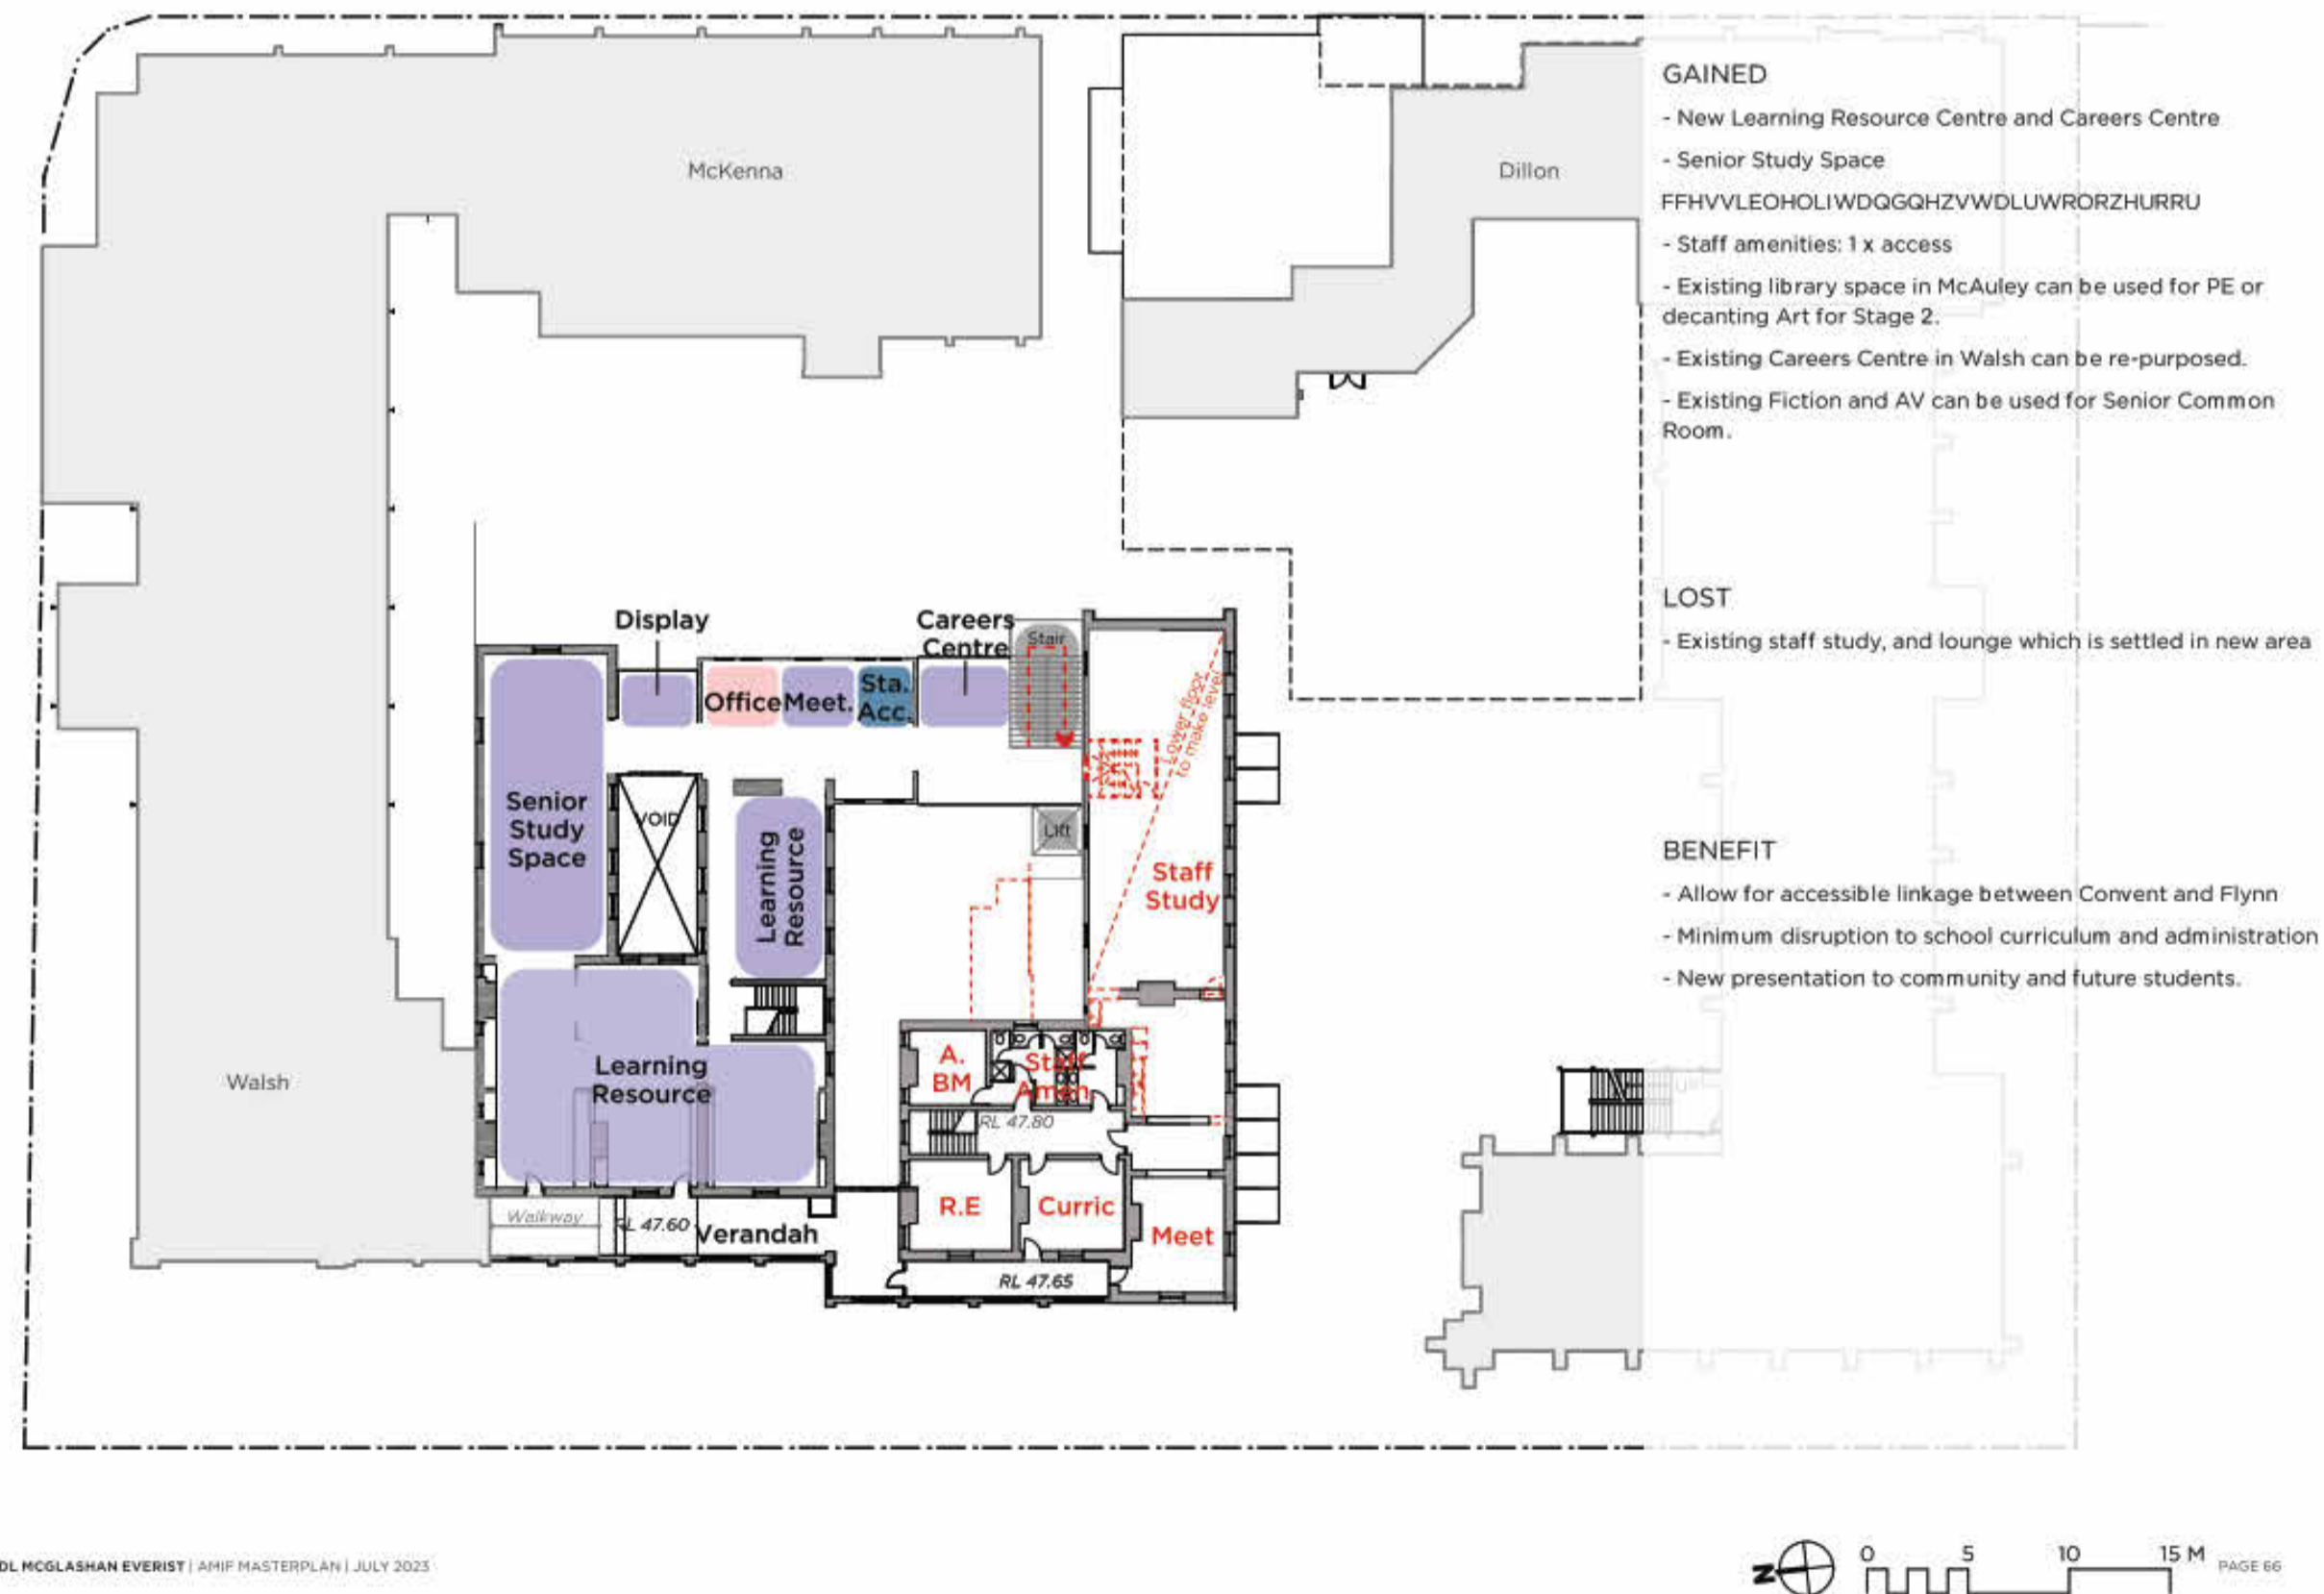 McKenna
Dillon
GAINED
- New Learning Resource Centre and Careers Centre
- Senior Study Space
FFHVVLEOHOLIWDQGQHZVWDLUWRORZHURRU
- Staff amenities: 1 x access
- Existing library space in McAuley can be used for PE or
decanting Art for Stage 2.
- Existing Careers Centre in Walsh can be re-purposed.
- Existing Fiction and AV can be used for Senior Common
Room.
LOST
- Existing staff study, and lounge which is settled in new area
BENEFIT
- Allow for accessible linkage between Convent and Flynn
- Minimum disruption to school curriculum and administration
- New presentation to community and future students.
Display
Careers
Centre
Stair
Office
Meet.
Sta.
Acc.
Lower floor
to make level
Senior
Study
Space
VOID
Learning
Resource
Lift
Staff
Study
Learning
Resource
Walsh
A.
BM
Staff
Amen.
RL 47.80
R.E
Curric
Meet
Walkway
RL 47.60
Verandah
RL 47.65
DL MCGLASHAN EVERIST | AMIF MASTERPLAN | JULY 2023
N
0 5 10 15 M
PAGE 66